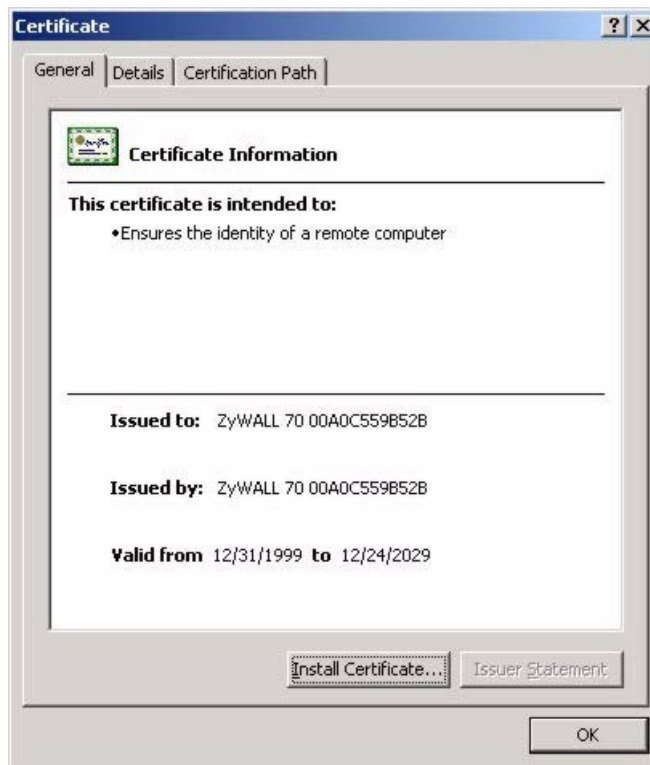 Certificate
General Details Certification Path
Certificate Information
This certificate is intended to:
•Ensures the identity of a remote computer
Issued to: ZyWALL 70 00A0C559B52B
Issued by: ZyWALL 70 00A0C559B52B
Valid from 12/31/1999 to 12/24/2029
Install Certificate... Issuer Statement
OK